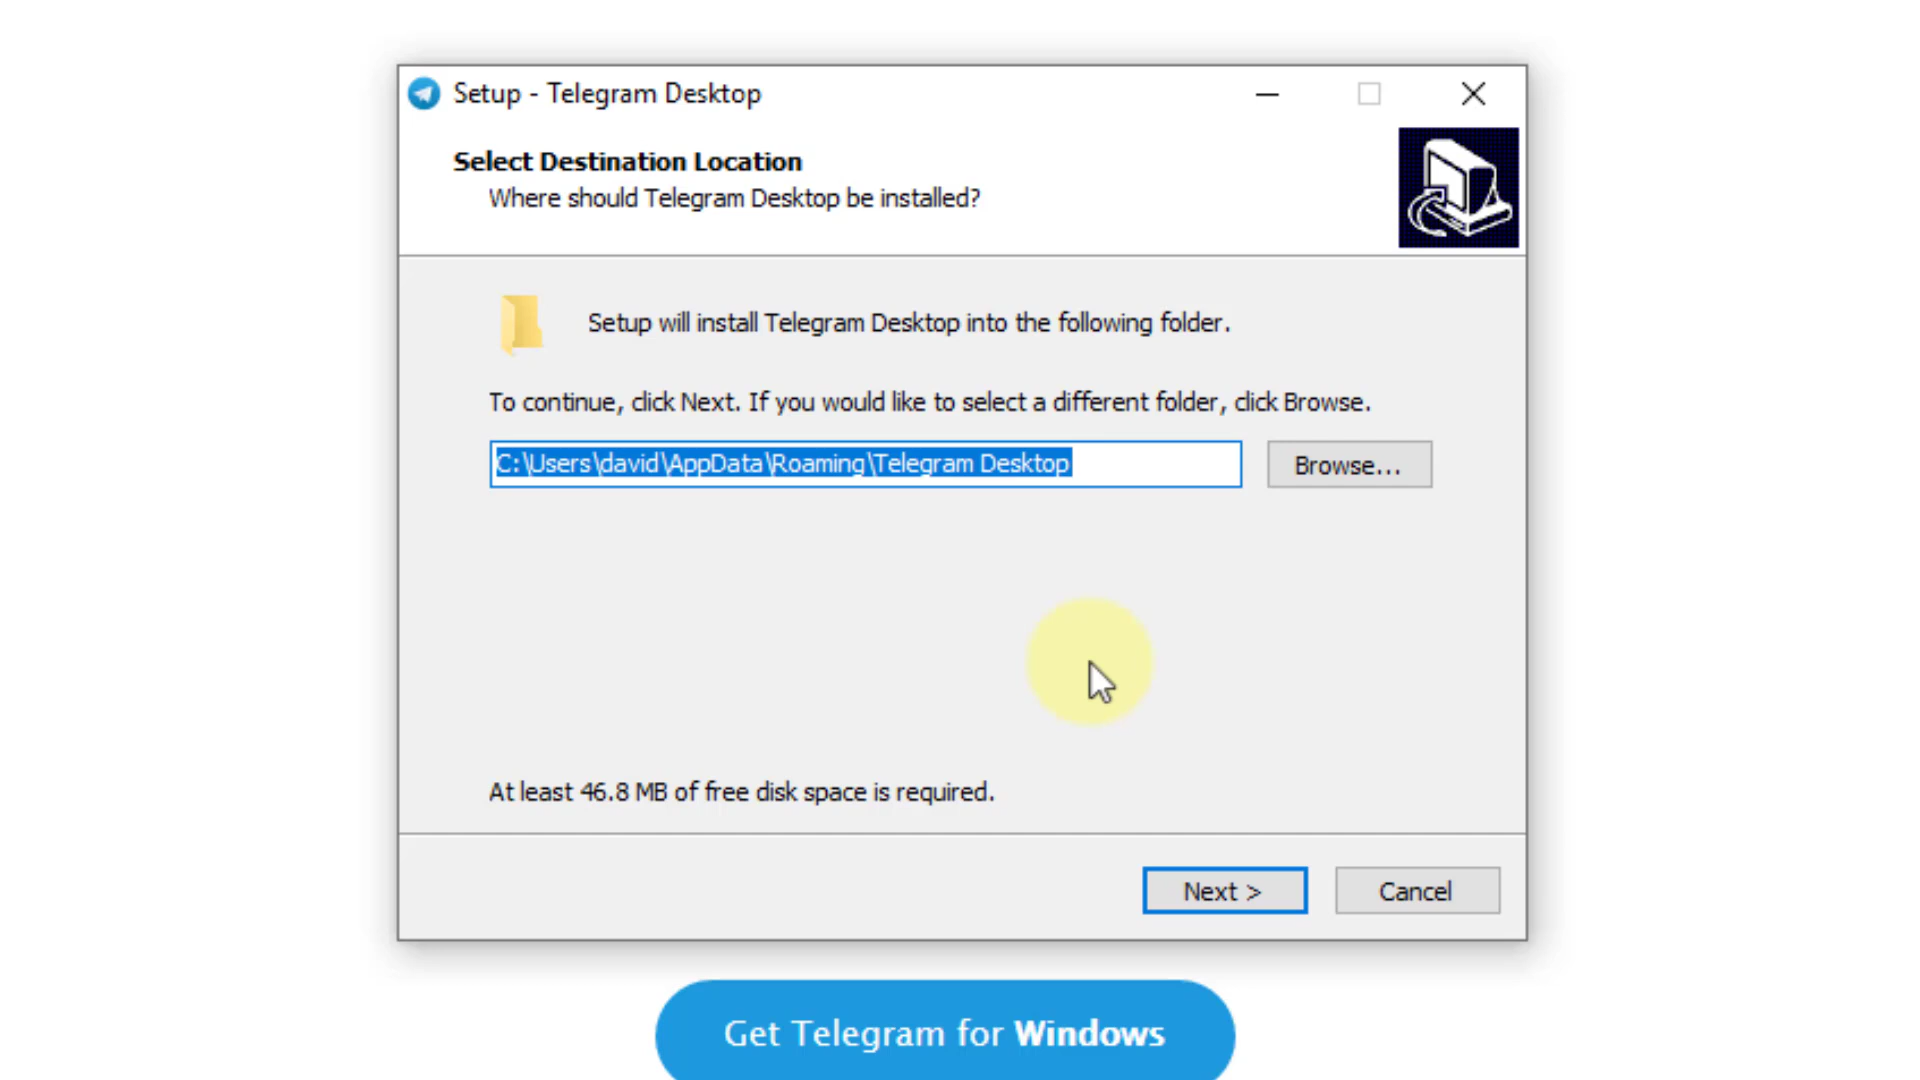 Setup - Telegram Desktop
Select Destination Location
Where should Telegram Desktop be installed?
Setup will install Telegram Desktop into the following folder.
To continue, click Next. If you would like to select a different folder, click Browse.
C:\Users\david\AppData\Roaming\Telegram Desktop
Browse...
At least 46.8 MB of free disk space is required.
Next >
Cancel
Get Telegram for Windows